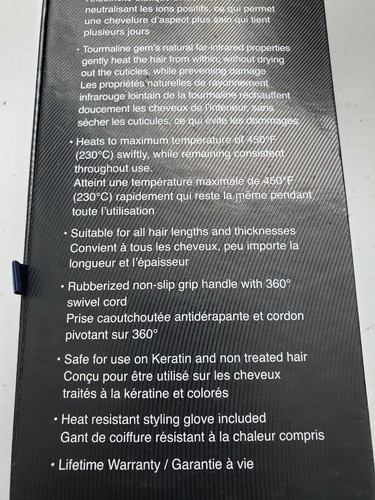 neutralisant les ions positifs, ce qui permet
une chevelure d'aspect plus sain qui tient
plusieurs jours
• Tourmaline gem's natural far-infrared properties
gently heat the hair from within; without drying
out the cuticles, while preventing damage
Les propriétés naturelles de rayonnement
infrarouge lointain de la tourmaline réchauffent
doucement les cheveux de l'intérieur, sans
sécher les cuticules, ce qui évite les dommages
• Heats to maximum temperature of 450°F
(230°C) swiftly, while remaining consistent
throughout use.
Atteint une température maximale de 450°F
(230°C) rapidement qui reste la même pendant
toute l'utilisation
• Suitable for all hair lengths and thicknesses
Convient à tous les cheveux, peu importe la
longueur et l'épaisseur
• Rubberized non-slip grip handle with 360°
swivel cord
Prise caoutchoutée antidérapante et cordon
pivotant sur 360°
• Safe for use on Keratin and non treated hair
Conçu pour être utilisé sur les cheveux
traités à la kératine et colorés
• Heat resistant styling glove included
Gant de coiffure résistant à la chaleur compris
• Lifetime Warranty / Garantie à vie